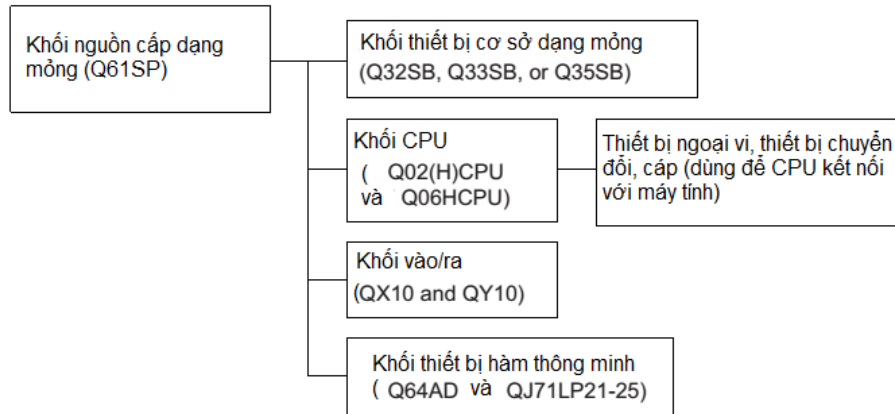 Khối nguồn cấp dạng
mỏng (Q61SP)
Khối thiết bị cơ sở dạng mỏng
(Q32SB, Q33SB, or Q35SB)
Khối CPU
( Q02(H)CPU
và Q06HCPU)
Thiết bị ngoại vi, thiết bị chuyển
đổi, cáp (dùng để CPU kết nối
với máy tính)
Khối vào/ra
(QX10 and QY10)
Khối thiết bị hàm thông minh
( Q64AD và QJ71LP21-25)